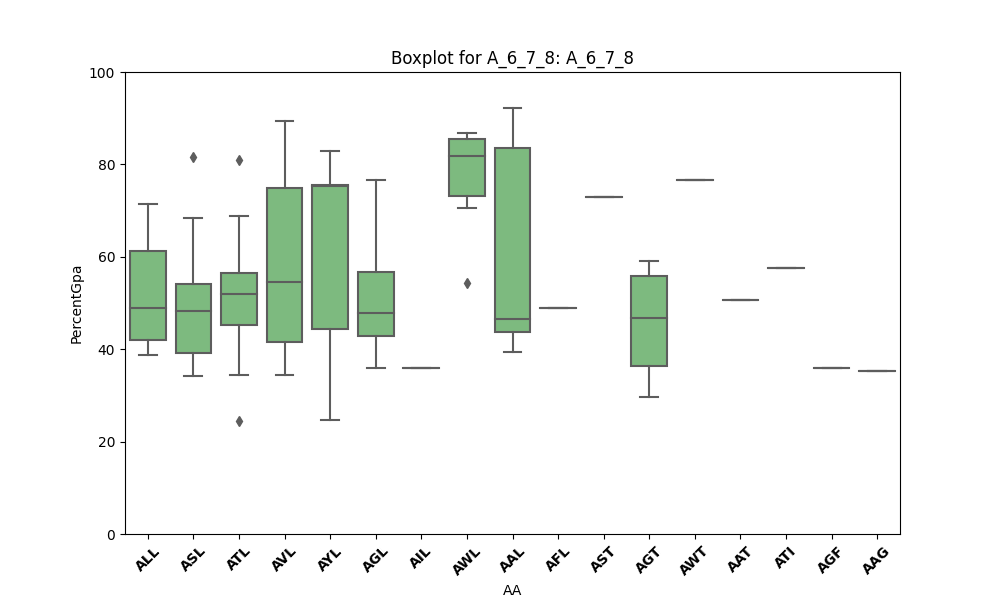 Boxplot for A_6_7_8: A_6_7_8
100
80
60
40
20
0
PercentGpa
ALL ASL ATL AVL AYL AGL AIL AWL AAL AFL AST AGT AWT AAT ATI AGF AAG
AA